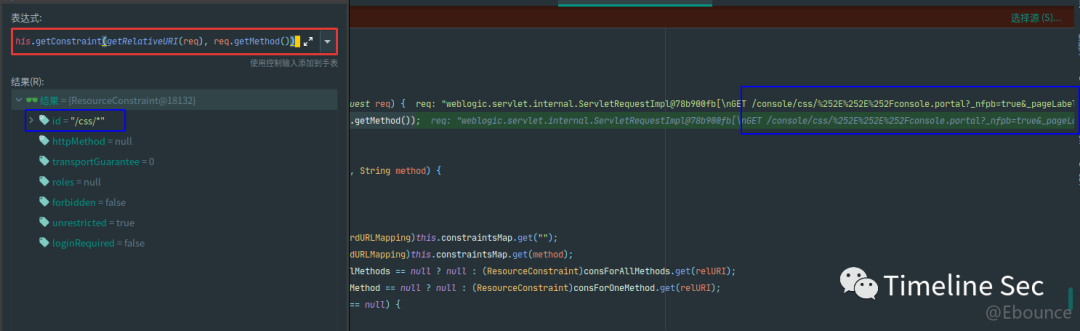 表达式:
选择源 (S)...
his.getConstraint(getRelativeURI(req), req.getMethod())
使用控制输入添加到手表
结果(R):
结果 = {ResourceConstraint@18132}
id = "/css/*"
httpMethod = null
transportGuarantee = 0
roles = null
forbidden = false
unrestricted = true
loginRequired = false
uest req) { req: "weblogic.servlet.internal.ServletRequestImpl@78b900fb[\nGET /console/css/%252E%252E%252Fconsole.portal?_nfpb=true&_pageLabel
.getMethod()); req: "weblogic.servlet.internal.ServletRequestImpl@78b900fb[\nGET /console/css/%252E%252E%252Fconsole.portal?_nfpb=true&_pageLa
, String method) {
rdURLMapping)this.constraintsMap.get("");
dURLMapping)this.constraintsMap.get(method);
lMethods == null ? null : (ResourceConstraint)consForAllMethods.get(relURI);
Method == null ? null : (ResourceConstraint)consForOneMethod.get(relURI);
== null) {
Timeline Sec
@Ebounce